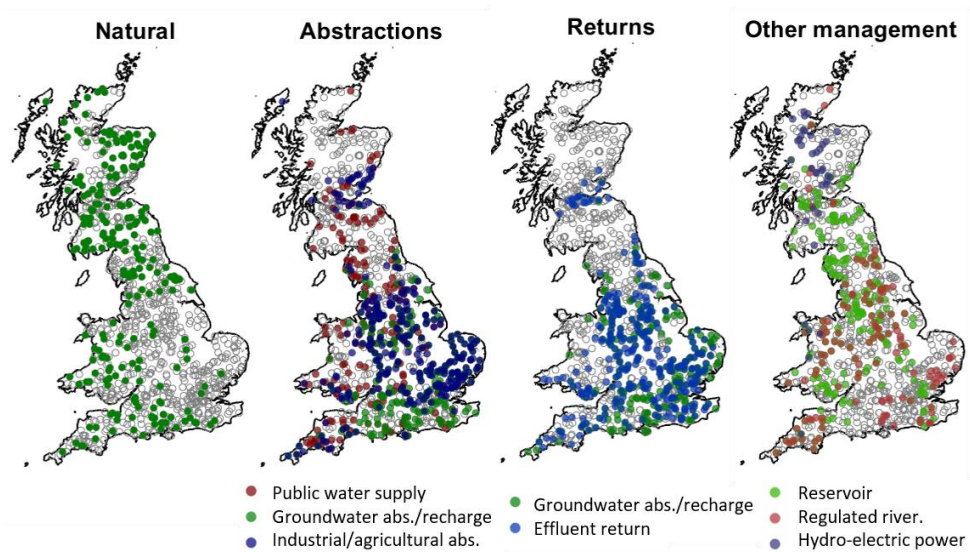 Natural
Abstractions
Returns
Other management
Public water supply
Groundwater abs./recharge
Industrial/agricultural abs.
Groundwater abs./recharge
Effluent return
Reservoir
Regulated river.
Hydro-electric power